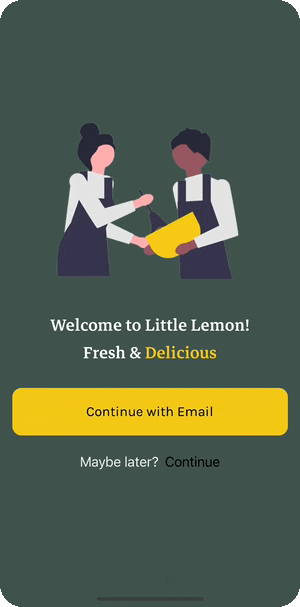 Welcome to Little Lemon!
Fresh & Delicious
Continue with Email
Maybe later? Continue